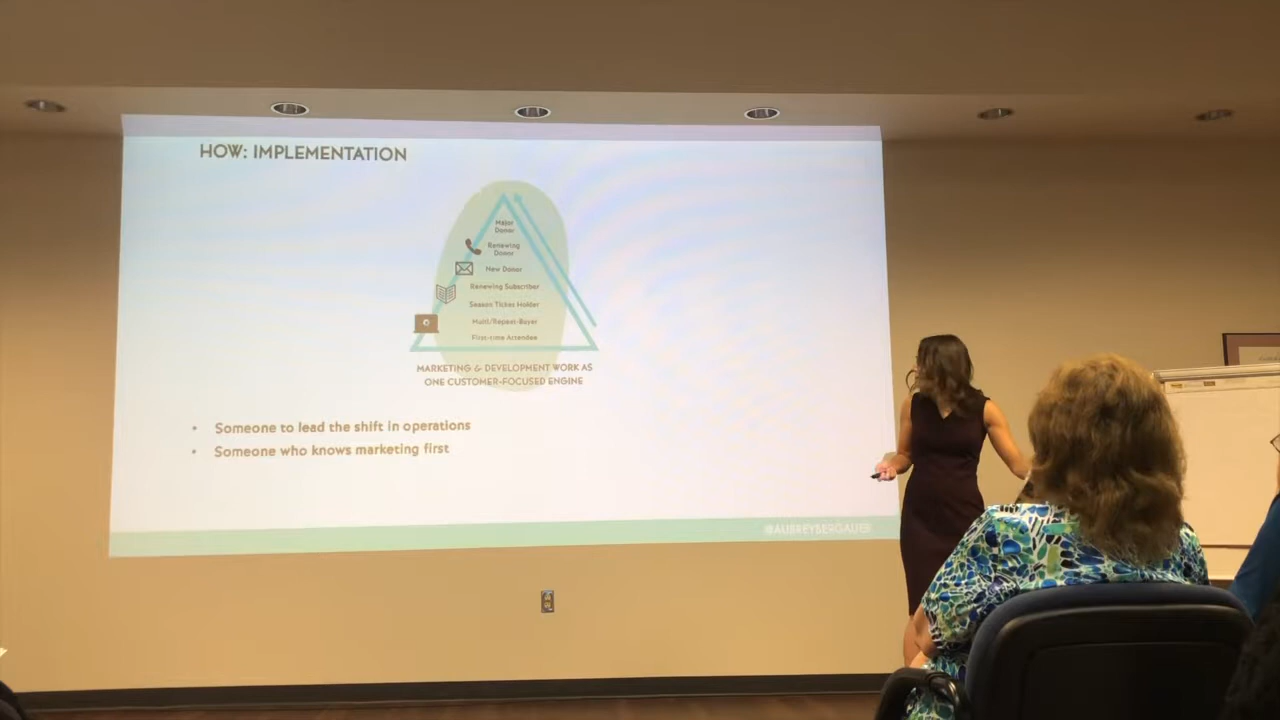 HOW: IMPLEMENTATION
Major
Donor
Renewing
Donor
New Donor
Renewing Subscriber
Season Ticket Holder
Multi/Repeat-Buyer
First-time Attendee
MARKETING & DEVELOPMENT WORK AS
ONE CUSTOMER-FOCUSED ENGINE
• Someone to lead the shift in operations
• Someone who knows marketing first
@AUBREYBERGAUER